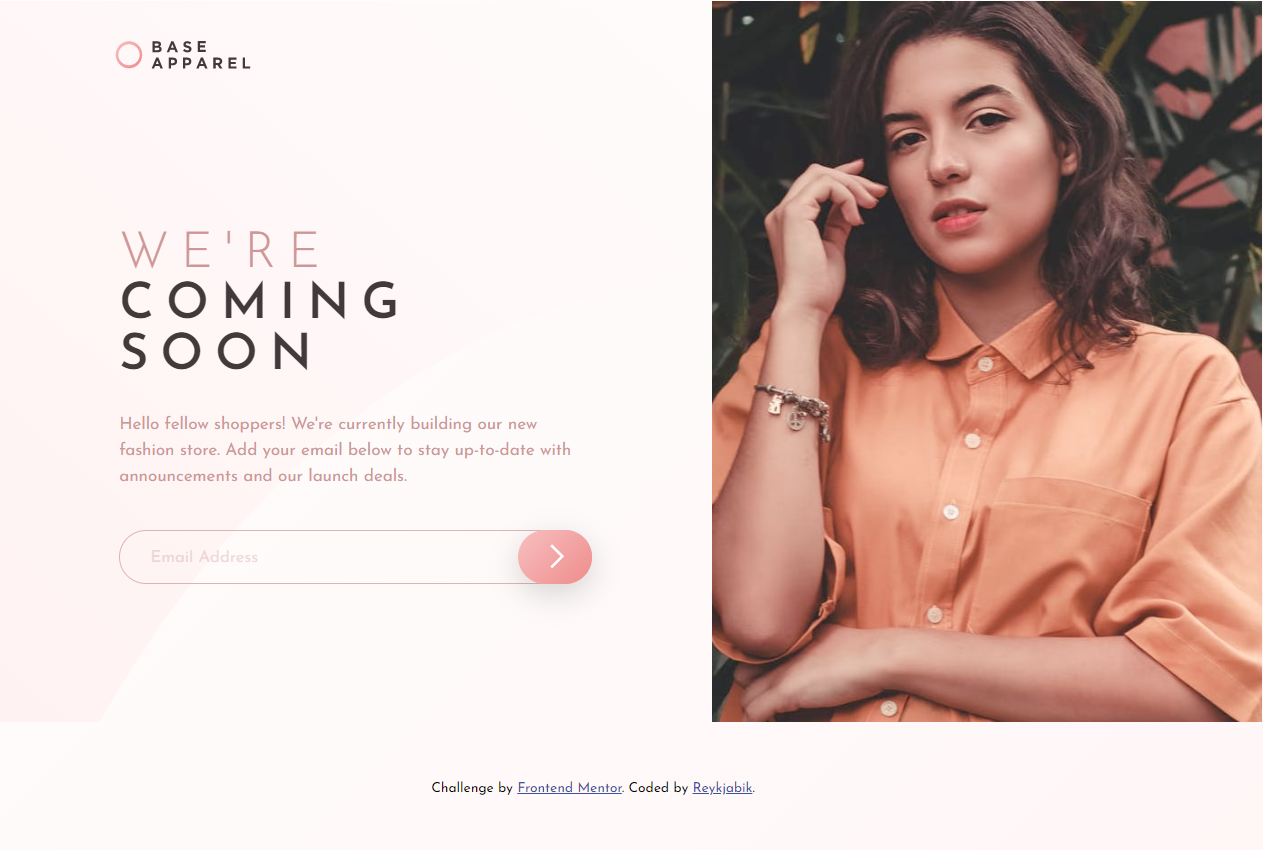 BASE
APPAREL
WE'RE
COMING
SOON
Hello fellow shoppers! We're currently building our new
fashion store. Add your email below to stay up-to-date with
announcements and our launch deals.
Email Address
Challenge by Frontend Mentor. Coded by Reykjabik.